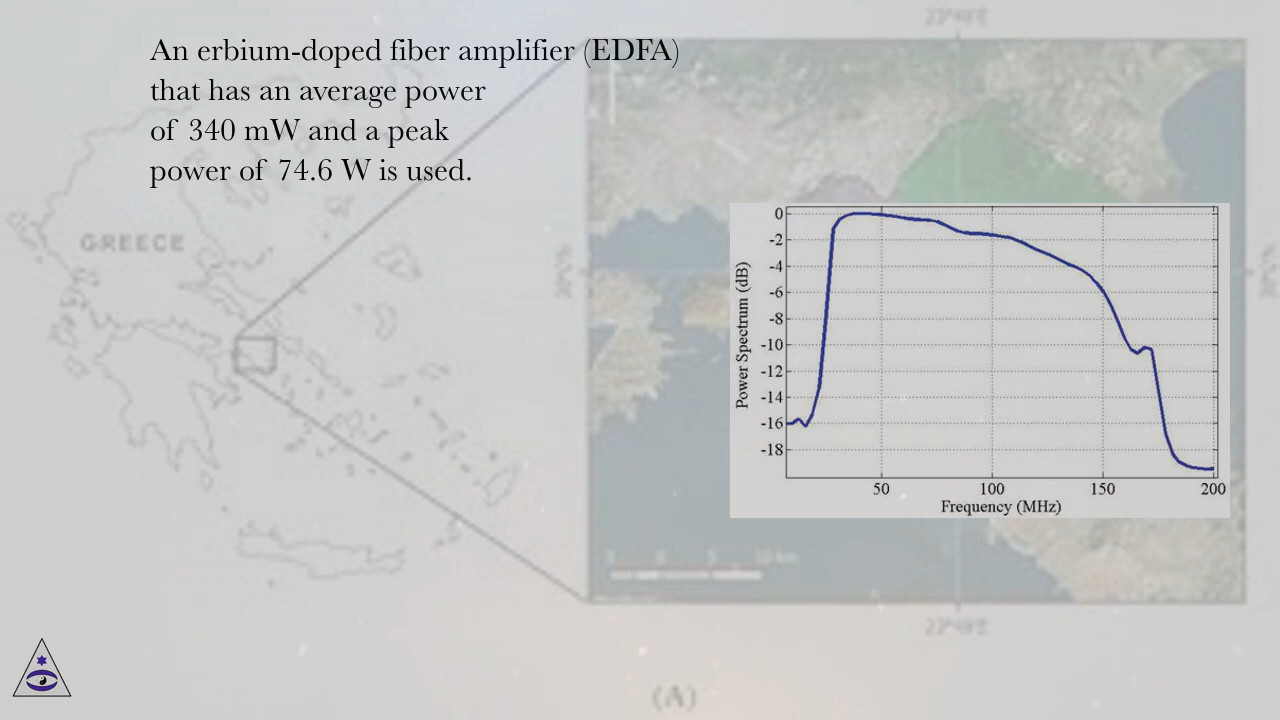 An erbium-doped fiber amplifier (EDFA)
that has an average power
of 340 mW and a peak
power of 74.6 W is used.
GREECE
Power Spectrum (dB)
0
-2
-4
-6
-8
-10
-12
-14
-16
-18
50 100 150 200
Frequency (MHz)
(A)